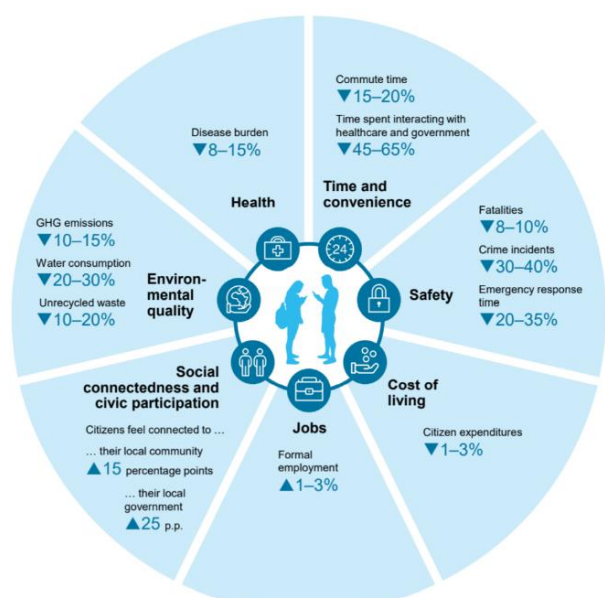 Commute time
▼15–20%
Time spent interacting with
healthcare and government
▼45–65%
Time and
convenience
24
Fatalities
▼8–10%
Crime incidents
▼30–40%
Emergency response
time
▼20–35%
Safety
Cost of
living
Citizen expenditures
▼1–3%
Jobs
Formal
employment
▲1–3%
Social
connectedness and
civic participation
Citizens feel connected to …
… their local community
▲15 percentage points
… their local
government
▲25 p.p.
Environ-
mental
quality
GHG emissions
▼10–15%
Water consumption
▼20–30%
Unrecycled waste
▼10–20%
Disease burden
▼8–15%
Health